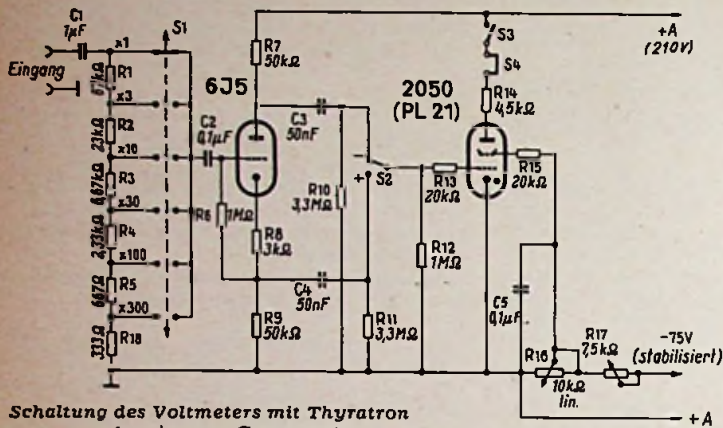 C1
1µF
Eingang
x1
x3
x10
x30
x100
x300
S1
R1
67kΩ
R2
23kΩ
R3
6,67kΩ
R4
2,33kΩ
R5
667Ω
R18
333Ω
C2
0,1µF
R6
1MΩ
R7
50kΩ
6J5
R8
3kΩ
R9
50kΩ
C3
50nF
C4
50nF
R10
3,3MΩ
R11
3,3MΩ
-
+
S2
R12
1MΩ
R13
20kΩ
2050
(PL 21)
S3
S4
R14
4,5kΩ
R15
20kΩ
C5
0,1µF
R16
10kΩ
lin.
R17
7,5kΩ
+A
(210V)
-75V
(stabilisiert)
+A
Schaltung des Voltmeters mit Thyratron